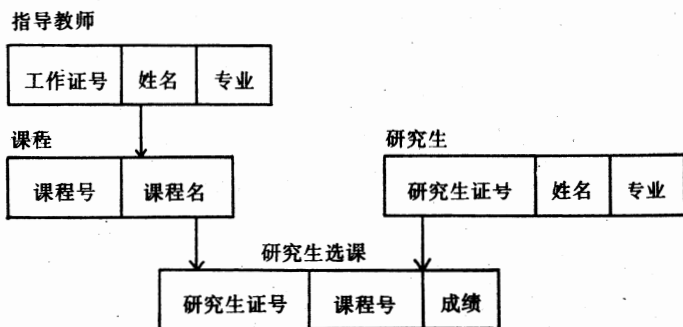 指导教师
工作证号 姓名 专业
课程
研究生
课程号 课程名
研究生证号 姓名 专业
研究生选课
研究生证号 课程号 成绩